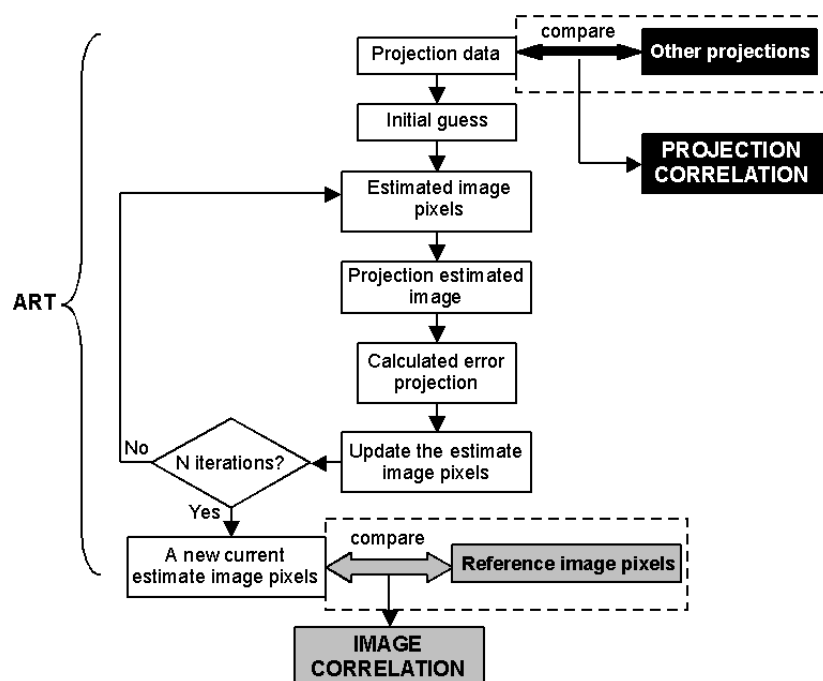 compare
Projection data
Other projections
Initial guess
PROJECTION
CORRELATION
Estimated image
pixels
Projection estimated
image
ART
Calculated error
projection
No
N iterations?
Update the estimate
image pixels
Yes
compare
A new current
estimate image pixels
Reference image pixels
IMAGE
CORRELATION